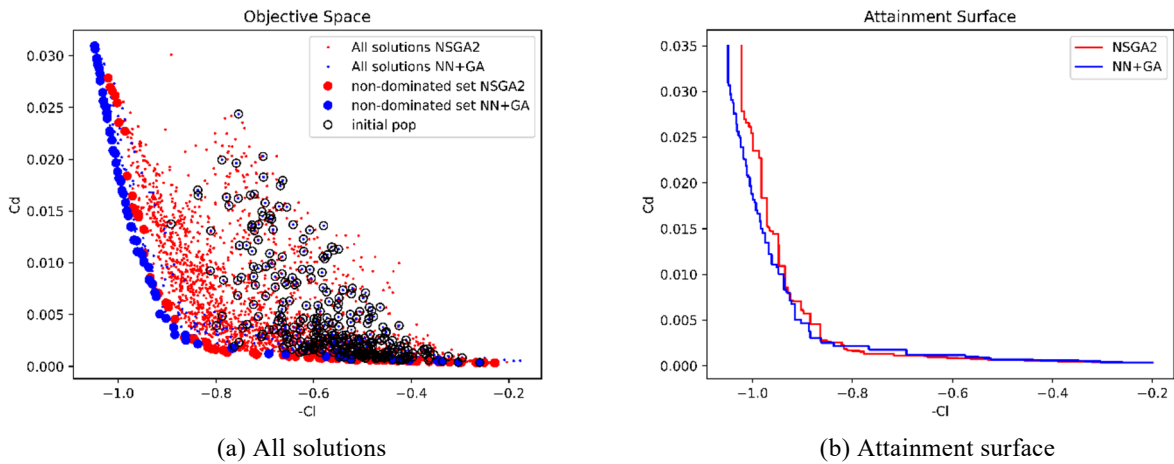 Objective Space
All solutions NSGA2
All solutions NN+GA
non-dominated set NSGA2
non-dominated set NN+GA
initial pop
0.030
0.025
0.020
0.015
0.010
0.005
0.000
Cd
−1.0
−0.8
−0.6
−0.4
−0.2
-Cl
(a) All solutions
Attainment Surface
NSGA2
NN+GA
0.035
0.030
0.025
0.020
0.015
0.010
0.005
0.000
Cd
−1.0
−0.8
−0.6
−0.4
−0.2
-Cl
(b) Attainment surface